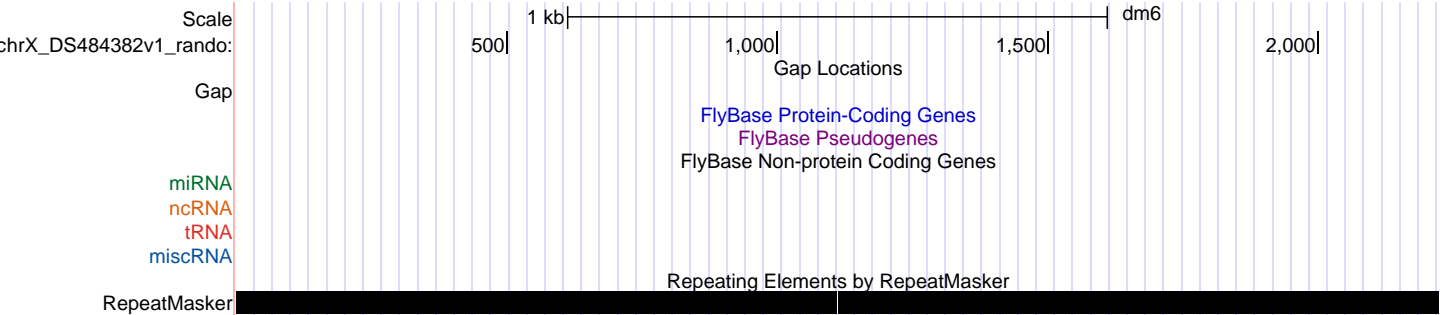 Scale 1 kb dm6
chrX_DS484382v1_rando: 500 1,000 1,500 2,000
Gap Locations
Gap
FlyBase Protein-Coding Genes
FlyBase Pseudogenes
FlyBase Non-protein Coding Genes
miRNA
ncRNA
tRNA
miscRNA
Repeating Elements by RepeatMasker
RepeatMasker